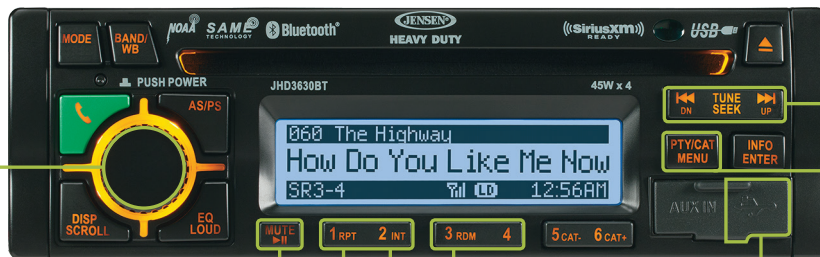 MODE
BAND/
WB
NOAA
S.A.M.E.
TECHNOLOGY
Bluetooth®
JENSEN®
HEAVY DUTY
((SiriusXM))
READY
USB
PUSH POWER
JHD3630BT
45W x 4
AS/PS
DISP
SCROLL
EQ
LOUD
060 The Highway
How Do You Like Me Now
SR3-4
LD
12:56AM
TUNE
SEEK
DN
UP
PTY/CAT
MENU
INFO
ENTER
AUX IN
MUTE
1 RPT
2 INT
3 RDM
4
5 CAT-
6 CAT+